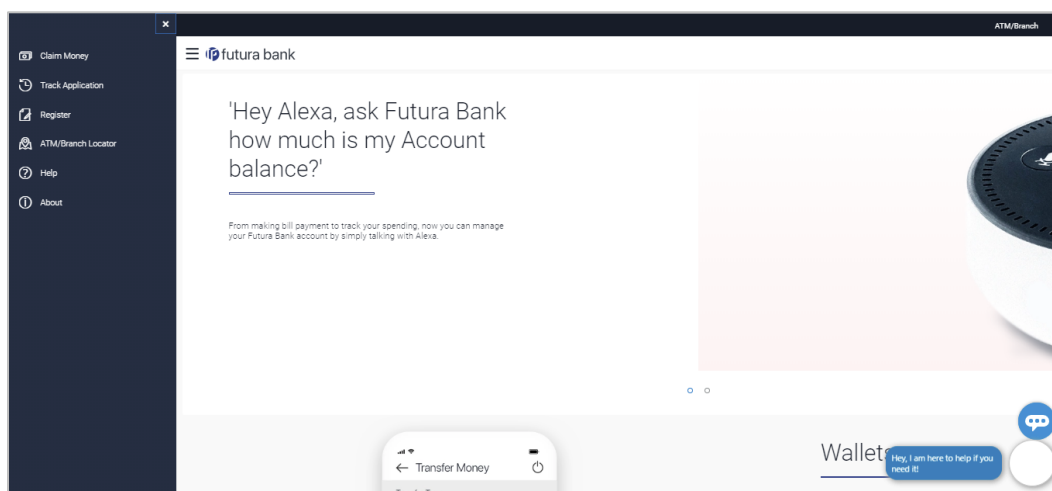 ATM/Branch
Claim Money
Track Application
Register
ATM/Branch Locator
Help
About
futura bank
'Hey Alexa, ask Futura Bank
how much is my Account
balance?'
From making bill payment to track your spending, now you can manage
your Futura Bank account by simply talking with Alexa.
Transfer Money
Wallets
Hey, I am here to help if you
need it!